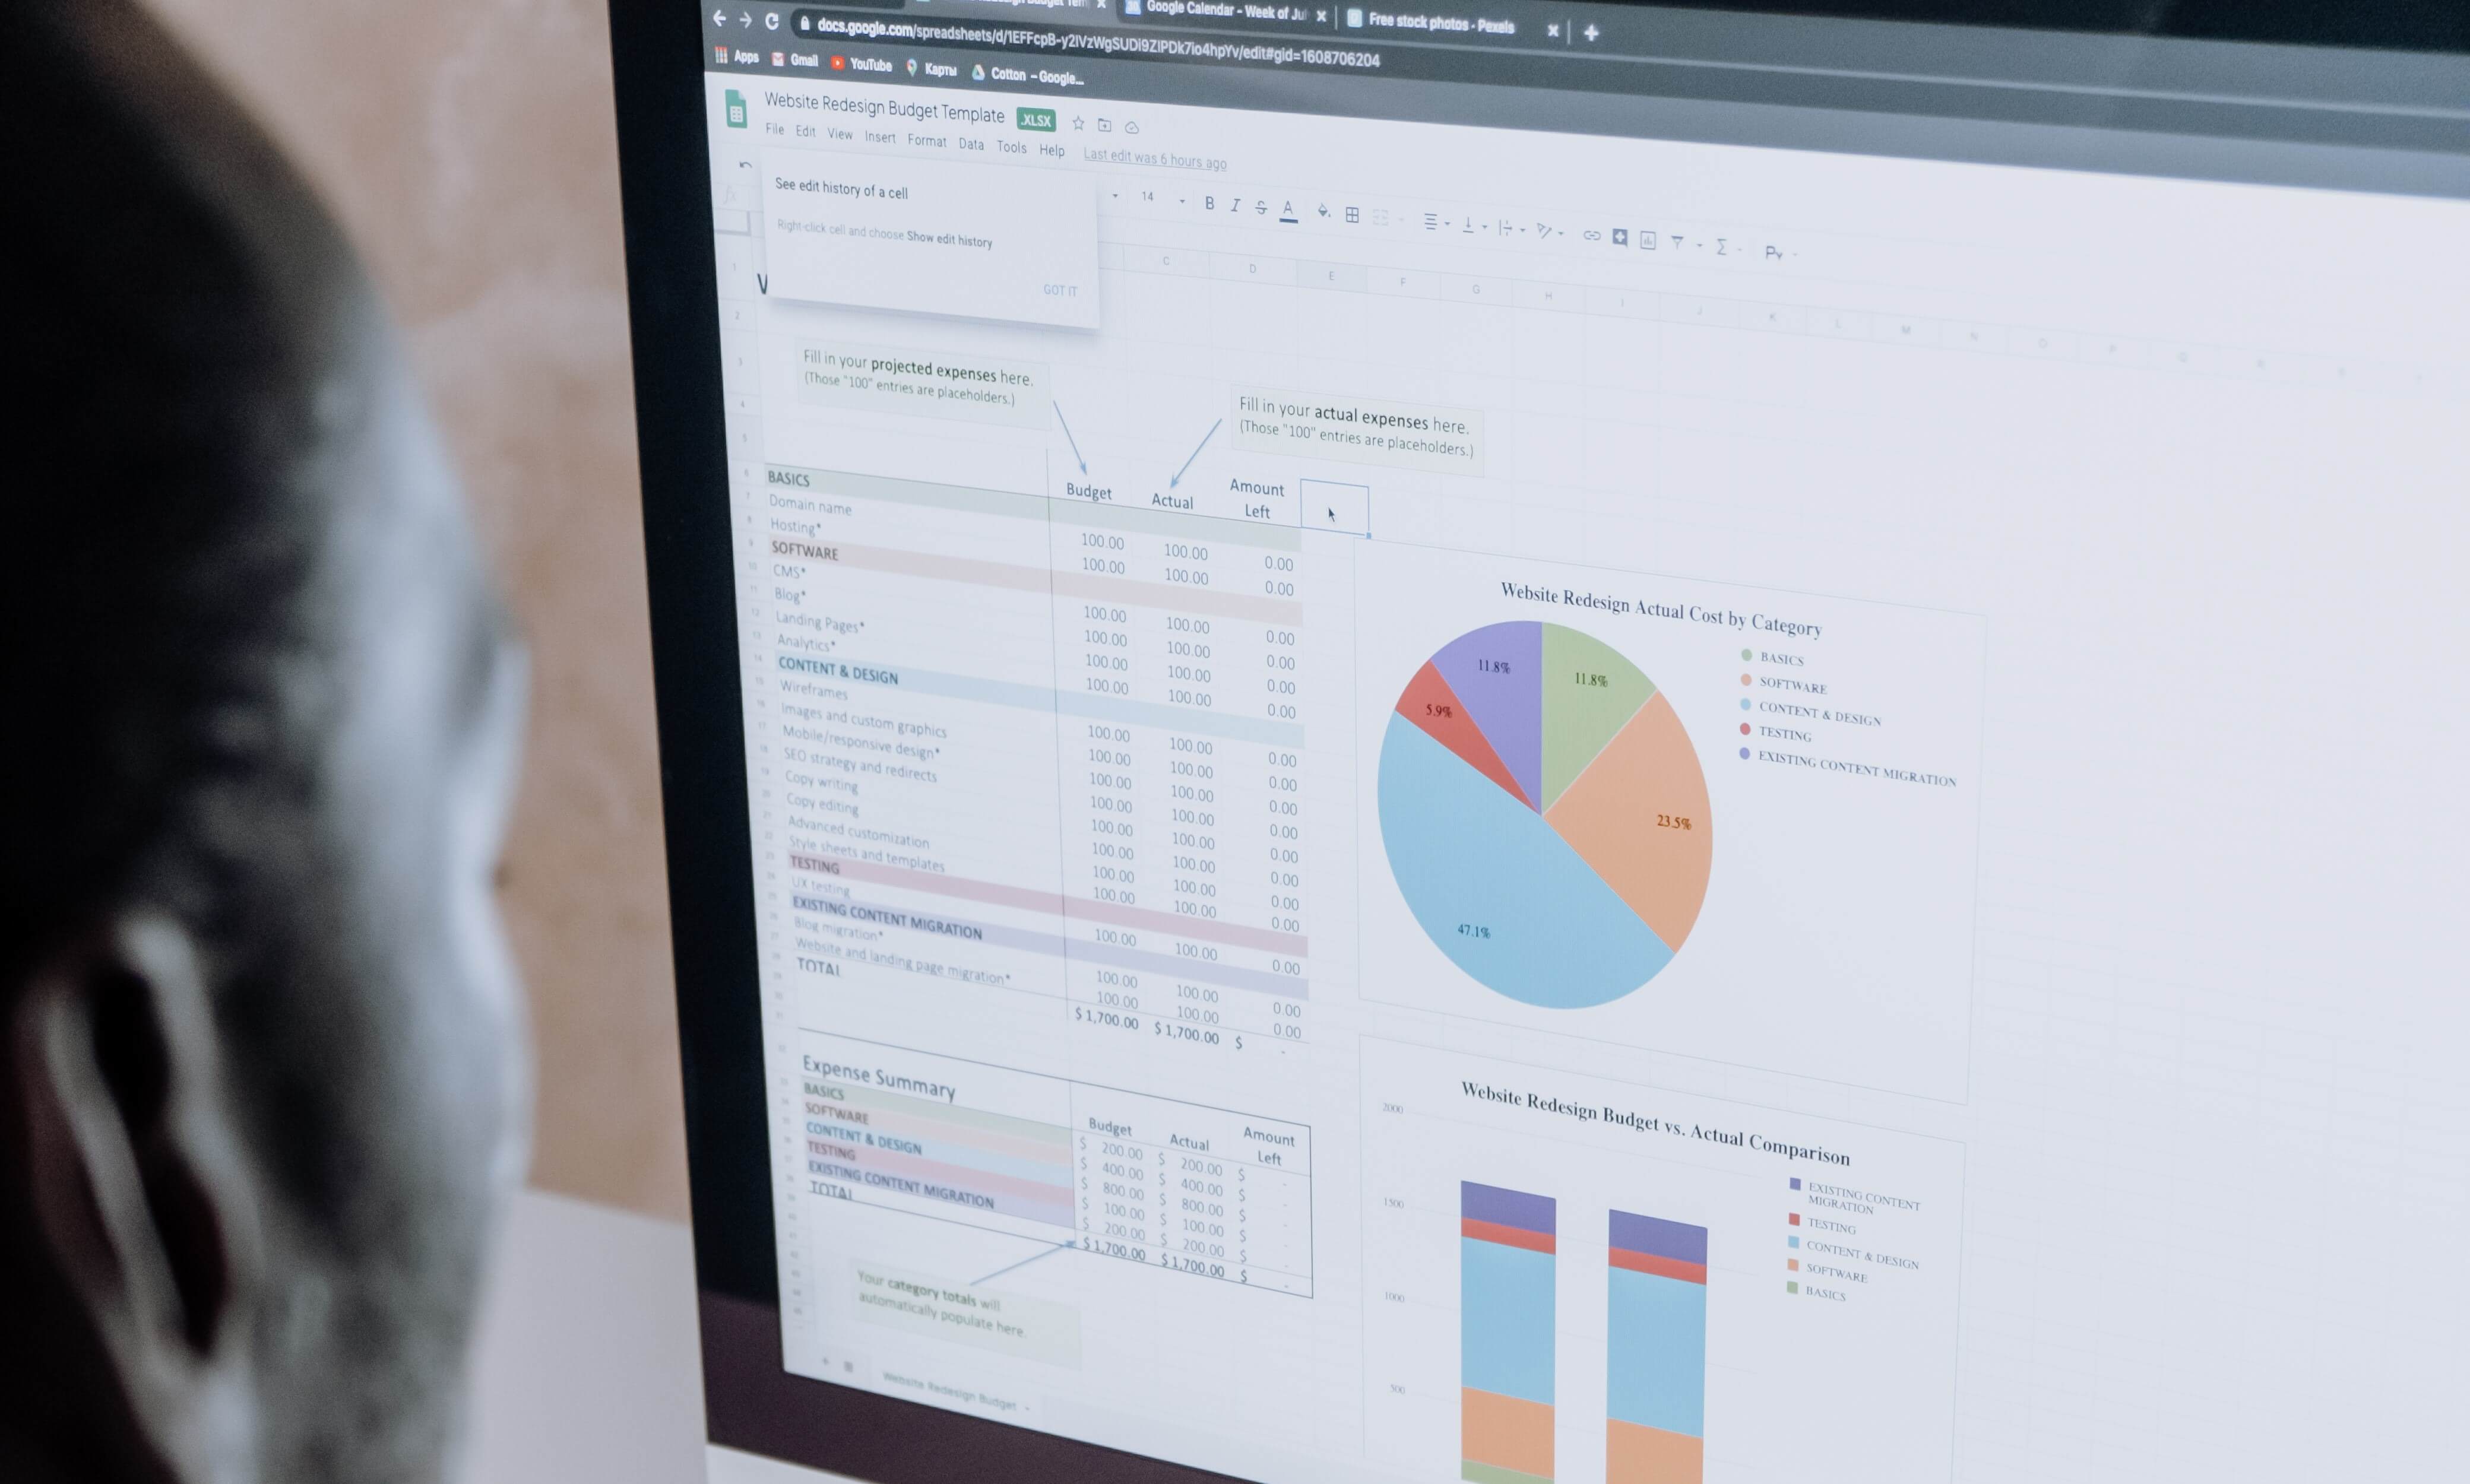 Google Calendar - Week of Ju
Free stock photos - Pexels
docs.google.com/spreadsheets/d/1EFFcpB-y2IVzWgSUDi9ZIPDk7io4hpYv/edit#gid=1608706204
Apps Gmail YouTube Карты Cotton - Google...
Website Redesign Budget Template .XLSX
File Edit View Insert Format Data Tools Help Last edit was 6 hours ago
14 B I S A
See edit history of a cell
Right-click cell and choose Show edit history
GOT IT
C D E F G H
Fill in your projected expenses here.
(Those "100" entries are placeholders.)
Fill in your actual expenses here.
(Those "100" entries are placeholders.)
Budget Actual Amount Left
BASICS
Domain name 100.00 100.00 0.00
Hosting* 100.00 100.00 0.00
SOFTWARE
CMS* 100.00 100.00 0.00
Blog* 100.00 100.00 0.00
Landing Pages* 100.00 100.00 0.00
Analytics* 100.00 100.00 0.00
CONTENT & DESIGN
Wireframes 100.00 100.00 0.00
Images and custom graphics 100.00 100.00 0.00
Mobile/responsive design* 100.00 100.00 0.00
SEO strategy and redirects 100.00 100.00 0.00
Copy writing 100.00 100.00 0.00
Copy editing 100.00 100.00 0.00
Advanced customization 100.00 100.00 0.00
Style sheets and templates 100.00 100.00 0.00
TESTING
UX testing 100.00 100.00 0.00
EXISTING CONTENT MIGRATION
Blog migration* 100.00 100.00 0.00
Website and landing page migration* 100.00 100.00 0.00
TOTAL $ 1,700.00 $ 1,700.00 $ -
Website Redesign Actual Cost by Category
11.8%
11.8%
5.9%
23.5%
47.1%
BASICS
SOFTWARE
CONTENT & DESIGN
TESTING
EXISTING CONTENT MIGRATION
Expense Summary
Budget Actual Amount Left
BASICS $ 200.00 $ 200.00 $ -
SOFTWARE $ 400.00 $ 400.00 $ -
CONTENT & DESIGN $ 800.00 $ 800.00 $ -
TESTING $ 100.00 $ 100.00 $ -
EXISTING CONTENT MIGRATION $ 200.00 $ 200.00 $ -
TOTAL $ 1,700.00 $ 1,700.00 $ -
Your category totals will
automatically populate here.
Website Redesign Budget vs. Actual Comparison
2000
1500
1000
500
EXISTING CONTENT
MIGRATION
TESTING
CONTENT & DESIGN
SOFTWARE
BASICS
Website Redesign Budget